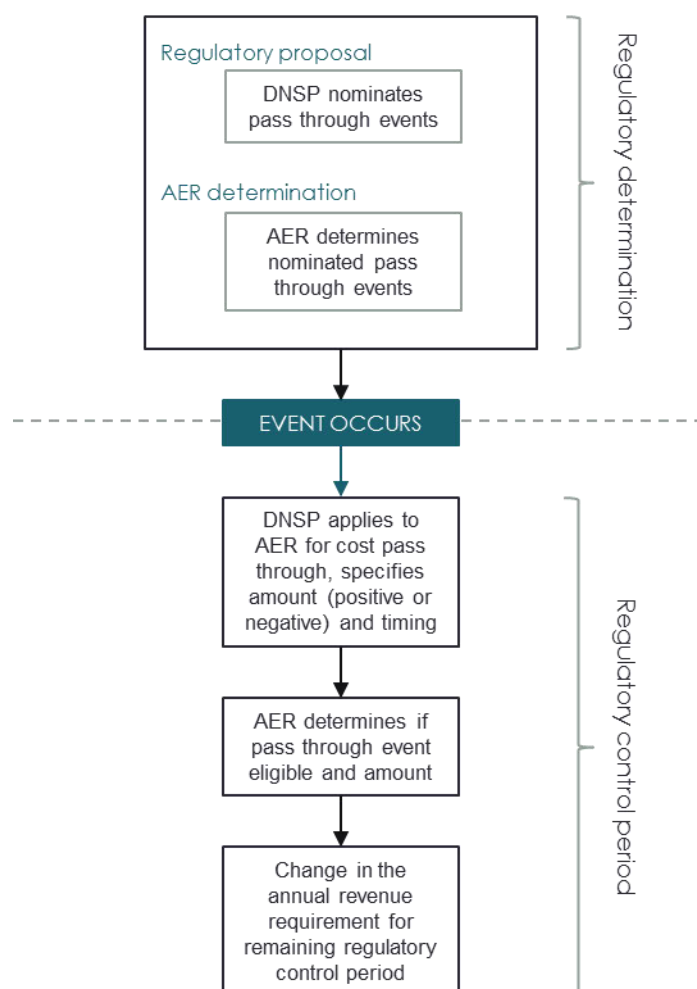 Regulatory proposal
DNSP nominates
pass through events
AER determination
AER determines
nominated pass
through events
Regulatory determination
EVENT OCCURS
DNSP applies to
AER for cost pass
through, specifies
amount (positive or
negative) and timing
AER determines if
pass through event
eligible and amount
Change in the
annual revenue
requirement for
remaining regulatory
control period
Regulatory control period